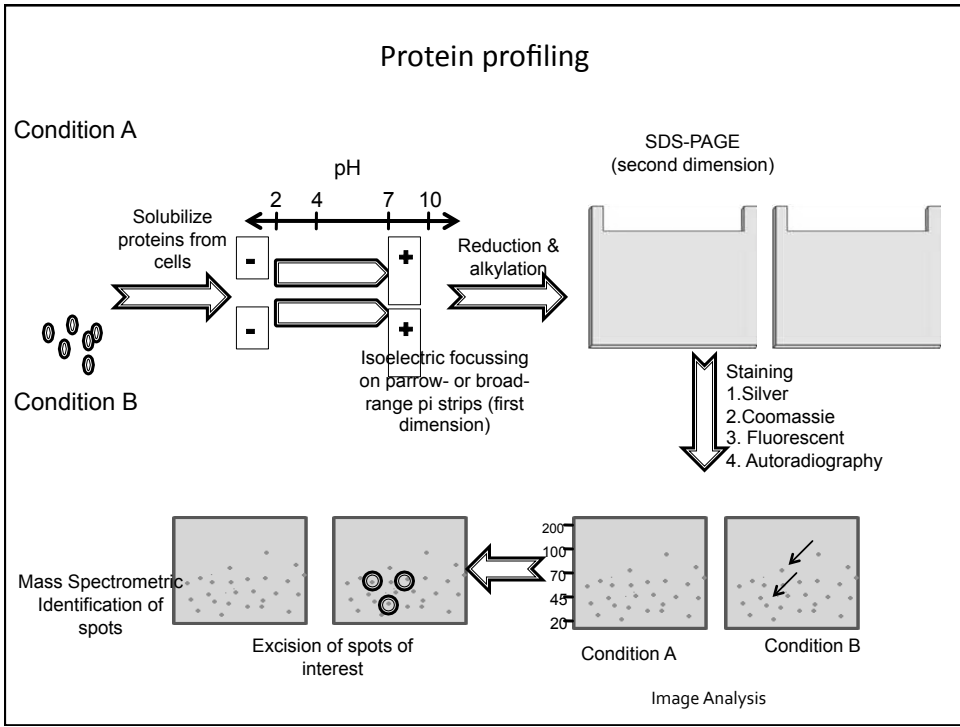 Protein profiling
Condition A
Solubilize
proteins from
cells
Condition B
pH
2 4 7 10
- +
- +
Isoelectric focussing
on parrow- or broad-
range pi strips (first
dimension)
Reduction &
alkylation
SDS-PAGE
(second dimension)
Staining
1.Silver
2.Coomassie
3. Fluorescent
4. Autoradiography
200
100
70
45
20
Condition A
Condition B
Image Analysis
Excision of spots of
interest
Mass Spectrometric
Identification of
spots